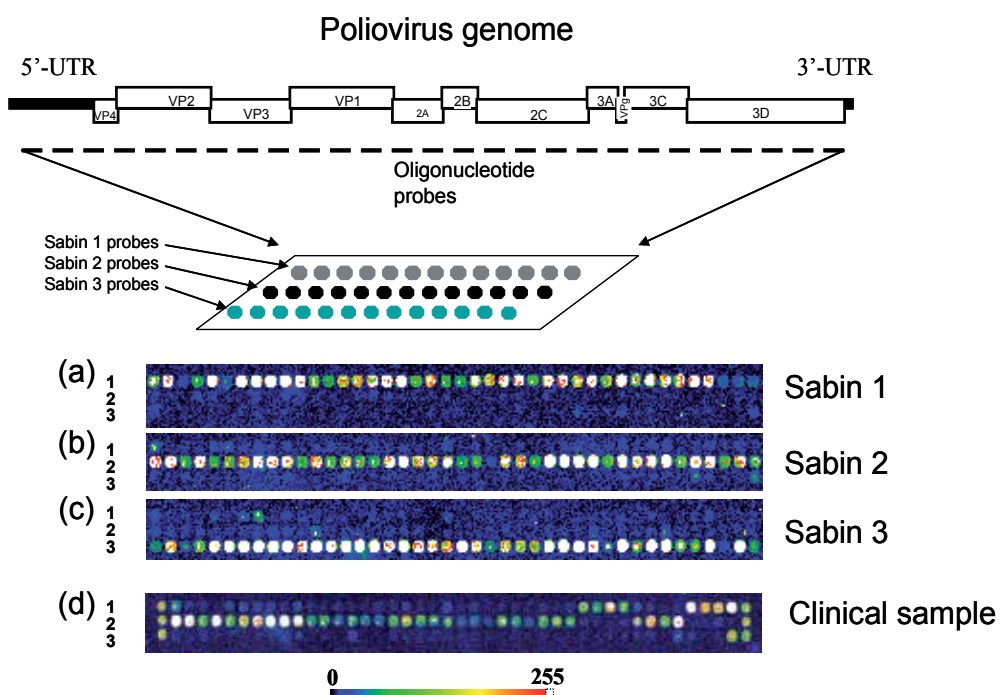 Poliovirus genome
5'-UTR 3'-UTR
VP4 VP2 VP3 VP1 2A 2B 2C 3A VPg 3C 3D
Oligonucleotide
probes
Sabin 1 probes
Sabin 2 probes
Sabin 3 probes
(a) 1 Sabin 1
2
3
(b) 1
2 Sabin 2
3
(c) 1
2 Sabin 3
3
(d) 1 Clinical sample
2
3
0 255